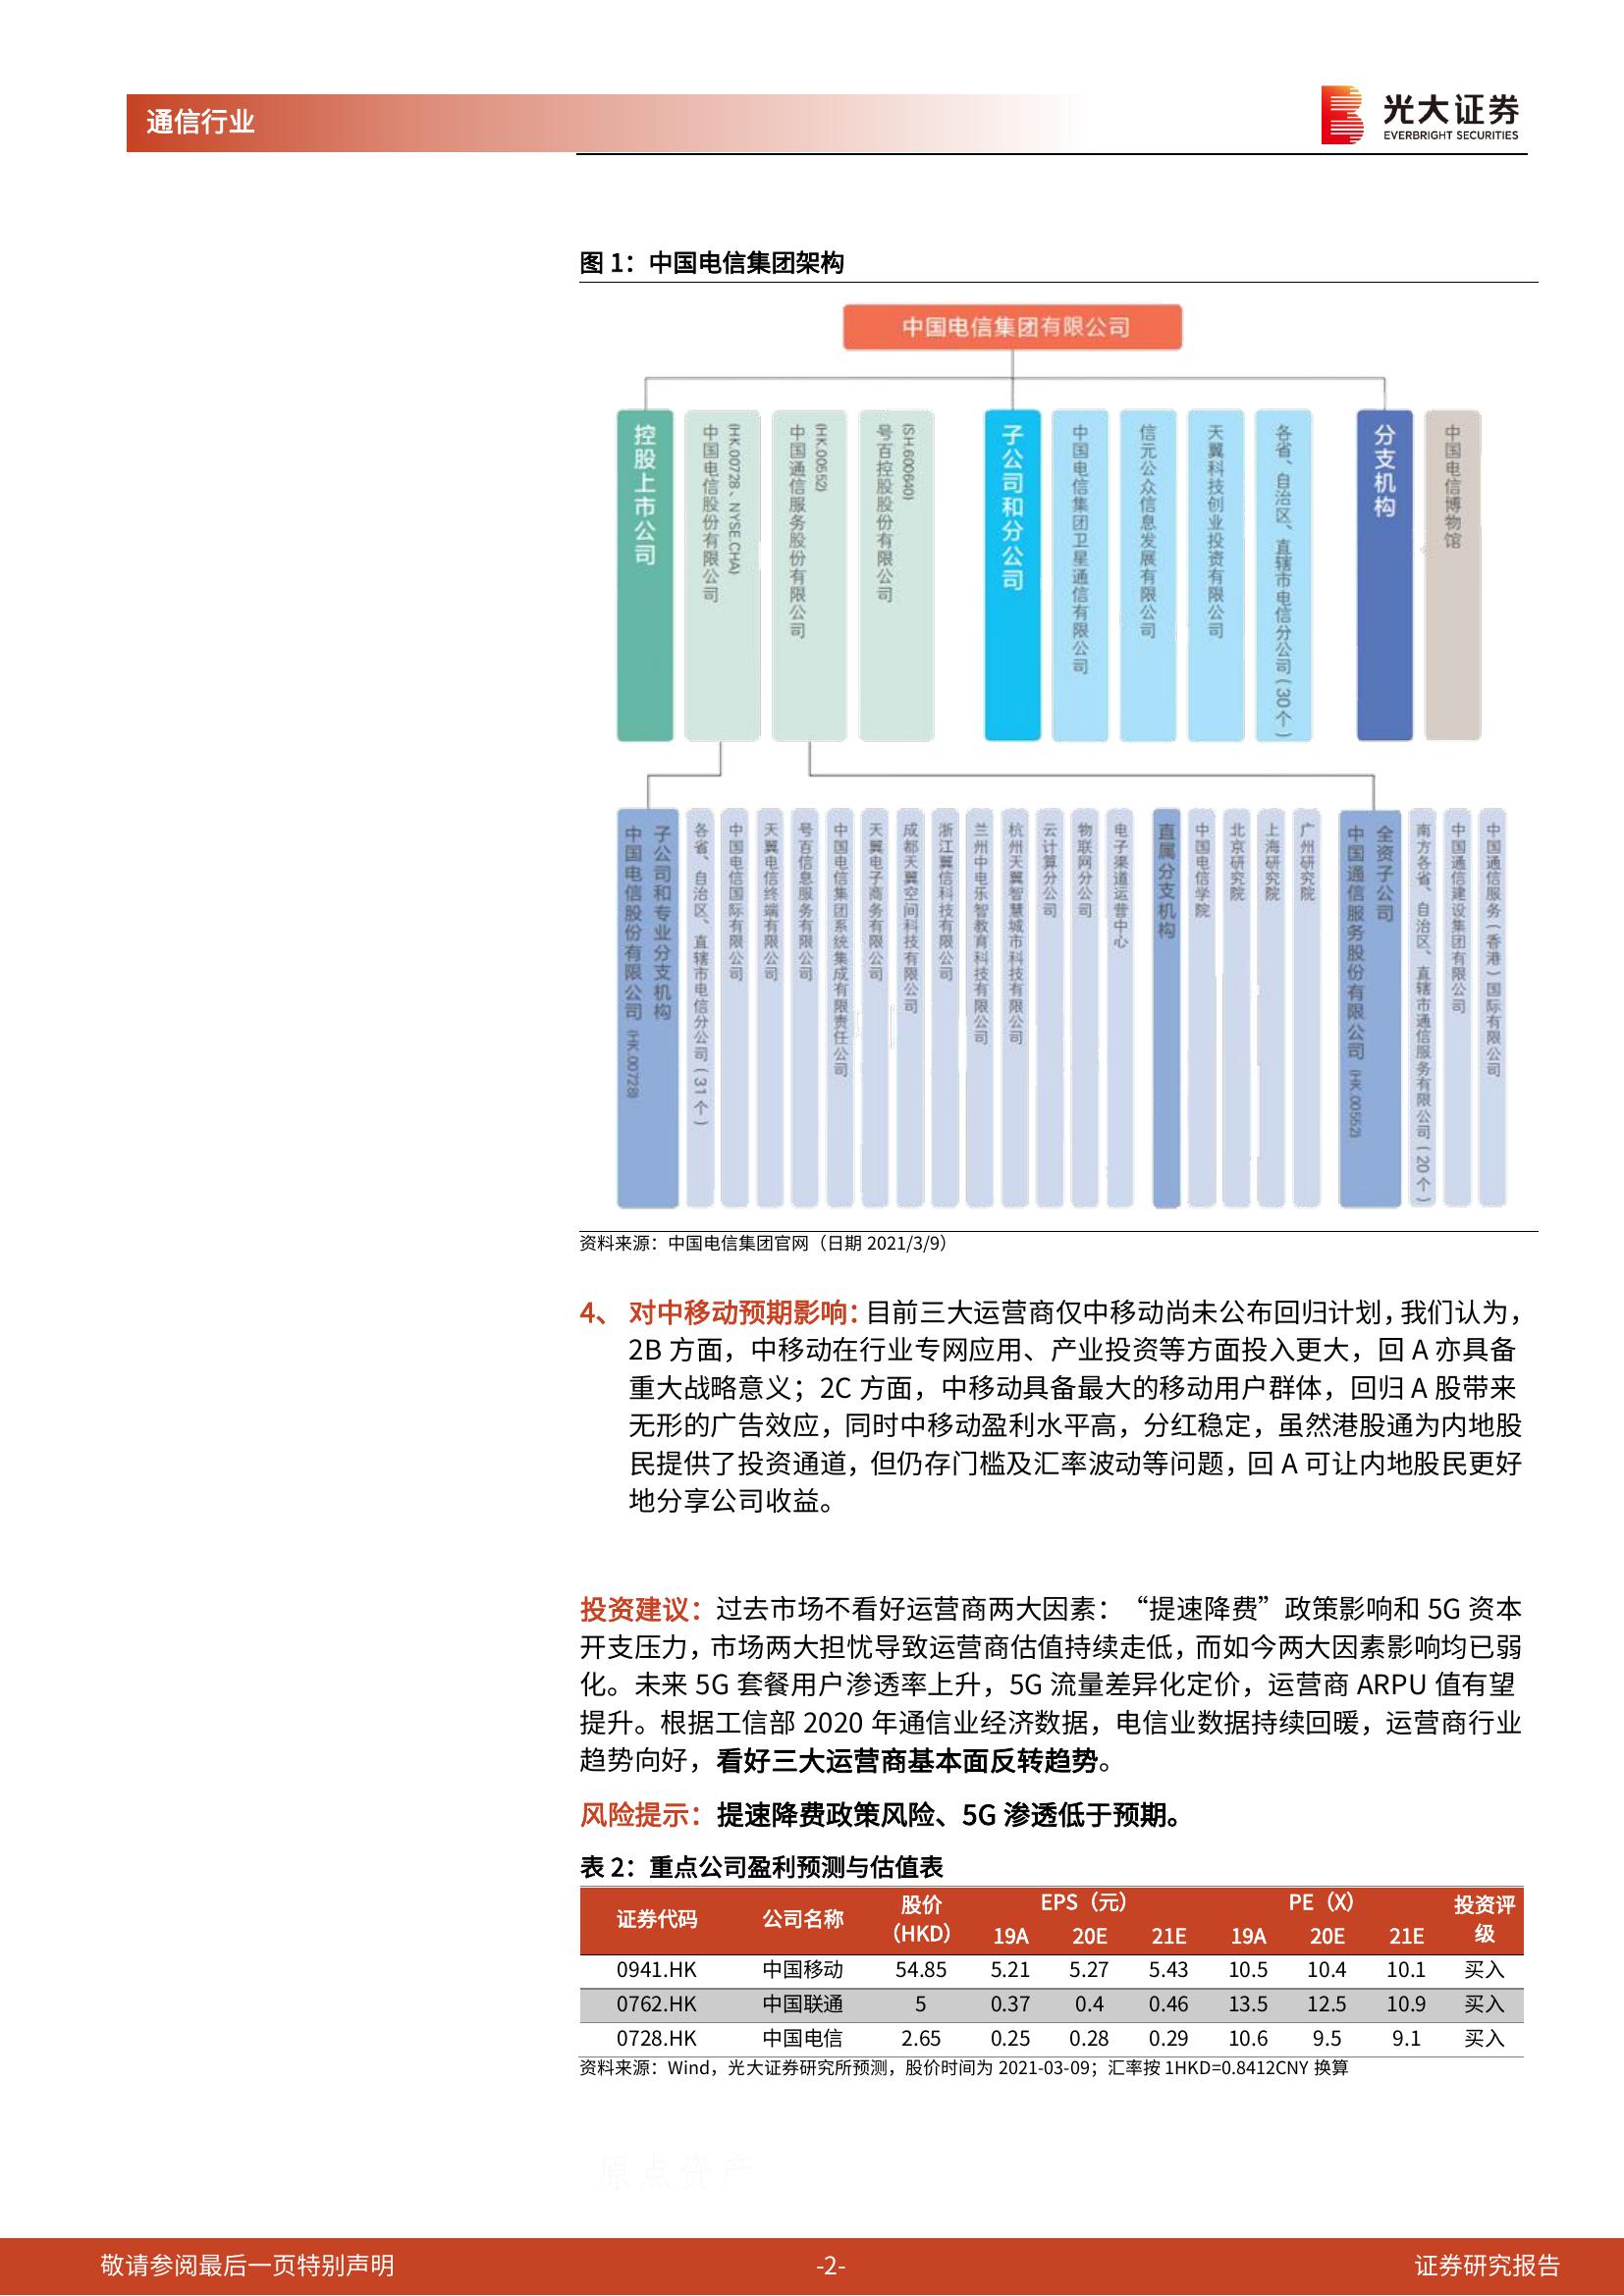 通信行业
光大证券
EVERBRIGHT SECURITIES
图 1：中国电信集团架构
中国电信集团有限公司
控股上市公司
中国电信股份有限公司
(HK.00728、NYSE.CHA)
中国通信服务股份有限公司
(HK.00552)
号百控股股份有限公司
(SH.600640)
子公司和分公司
中国电信集团卫星通信有限公司
信元公众信息发展有限公司
天翼科技创业投资有限公司
各省、自治区、直辖市电信分公司(30个)
分支机构
中国电信博物馆
中国电信股份有限公司 (HK.00728)
子公司和专业分支机构
各省、自治区、直辖市电信分公司(31个)
中国电信国际有限公司
天翼电信终端有限公司
号百信息服务有限公司
中国电信集团系统集成有限责任公司
天翼电子商务有限公司
成都天翼空间科技有限公司
浙江翼信科技有限公司
兰州中电乐智教育科技有限公司
杭州天翼智慧城市科技有限公司
云计算分公司
物联网分公司
电子渠道运营中心
直属分支机构
中国电信学院
北京研究院
上海研究院
广州研究院
中国通信服务股份有限公司 (HK.00552)
全资子公司
南方各省、自治区、直辖市通信服务有限公司(20个)
中国通信建设集团有限公司
中国通信服务(香港)国际有限公司
资料来源：中国电信集团官网（日期 2021/3/9）
4、 对中移动预期影响：目前三大运营商仅中移动尚未公布回归计划，我们认为，
2B 方面，中移动在行业专网应用、产业投资等方面投入更大，回 A 亦具备
重大战略意义；2C 方面，中移动具备最大的移动用户群体，回归 A 股带来
无形的广告效应，同时中移动盈利水平高，分红稳定，虽然港股通为内地股
民提供了投资通道，但仍存门槛及汇率波动等问题，回 A 可让内地股民更好
地分享公司收益。
投资建议：过去市场不看好运营商两大因素：“提速降费”政策影响和 5G 资本
开支压力，市场两大担忧导致运营商估值持续走低，而如今两大因素影响均已弱
化。未来 5G 套餐用户渗透率上升，5G 流量差异化定价，运营商 ARPU 值有望
提升。根据工信部 2020 年通信业经济数据，电信业数据持续回暖，运营商行业
趋势向好，看好三大运营商基本面反转趋势。
风险提示：提速降费政策风险、5G 渗透低于预期。
表 2：重点公司盈利预测与估值表
证券代码 公司名称 股价（HKD） EPS（元） PE（X） 投资评级
19A 20E 21E 19A 20E 21E
0941.HK 中国移动 54.85 5.21 5.27 5.43 10.5 10.4 10.1 买入
0762.HK 中国联通 5 0.37 0.4 0.46 13.5 12.5 10.9 买入
0728.HK 中国电信 2.65 0.25 0.28 0.29 10.6 9.5 9.1 买入
资料来源：Wind，光大证券研究所预测，股价时间为 2021-03-09；汇率按 1HKD=0.8412CNY 换算
原点资产
敬请参阅最后一页特别声明 -2- 证券研究报告